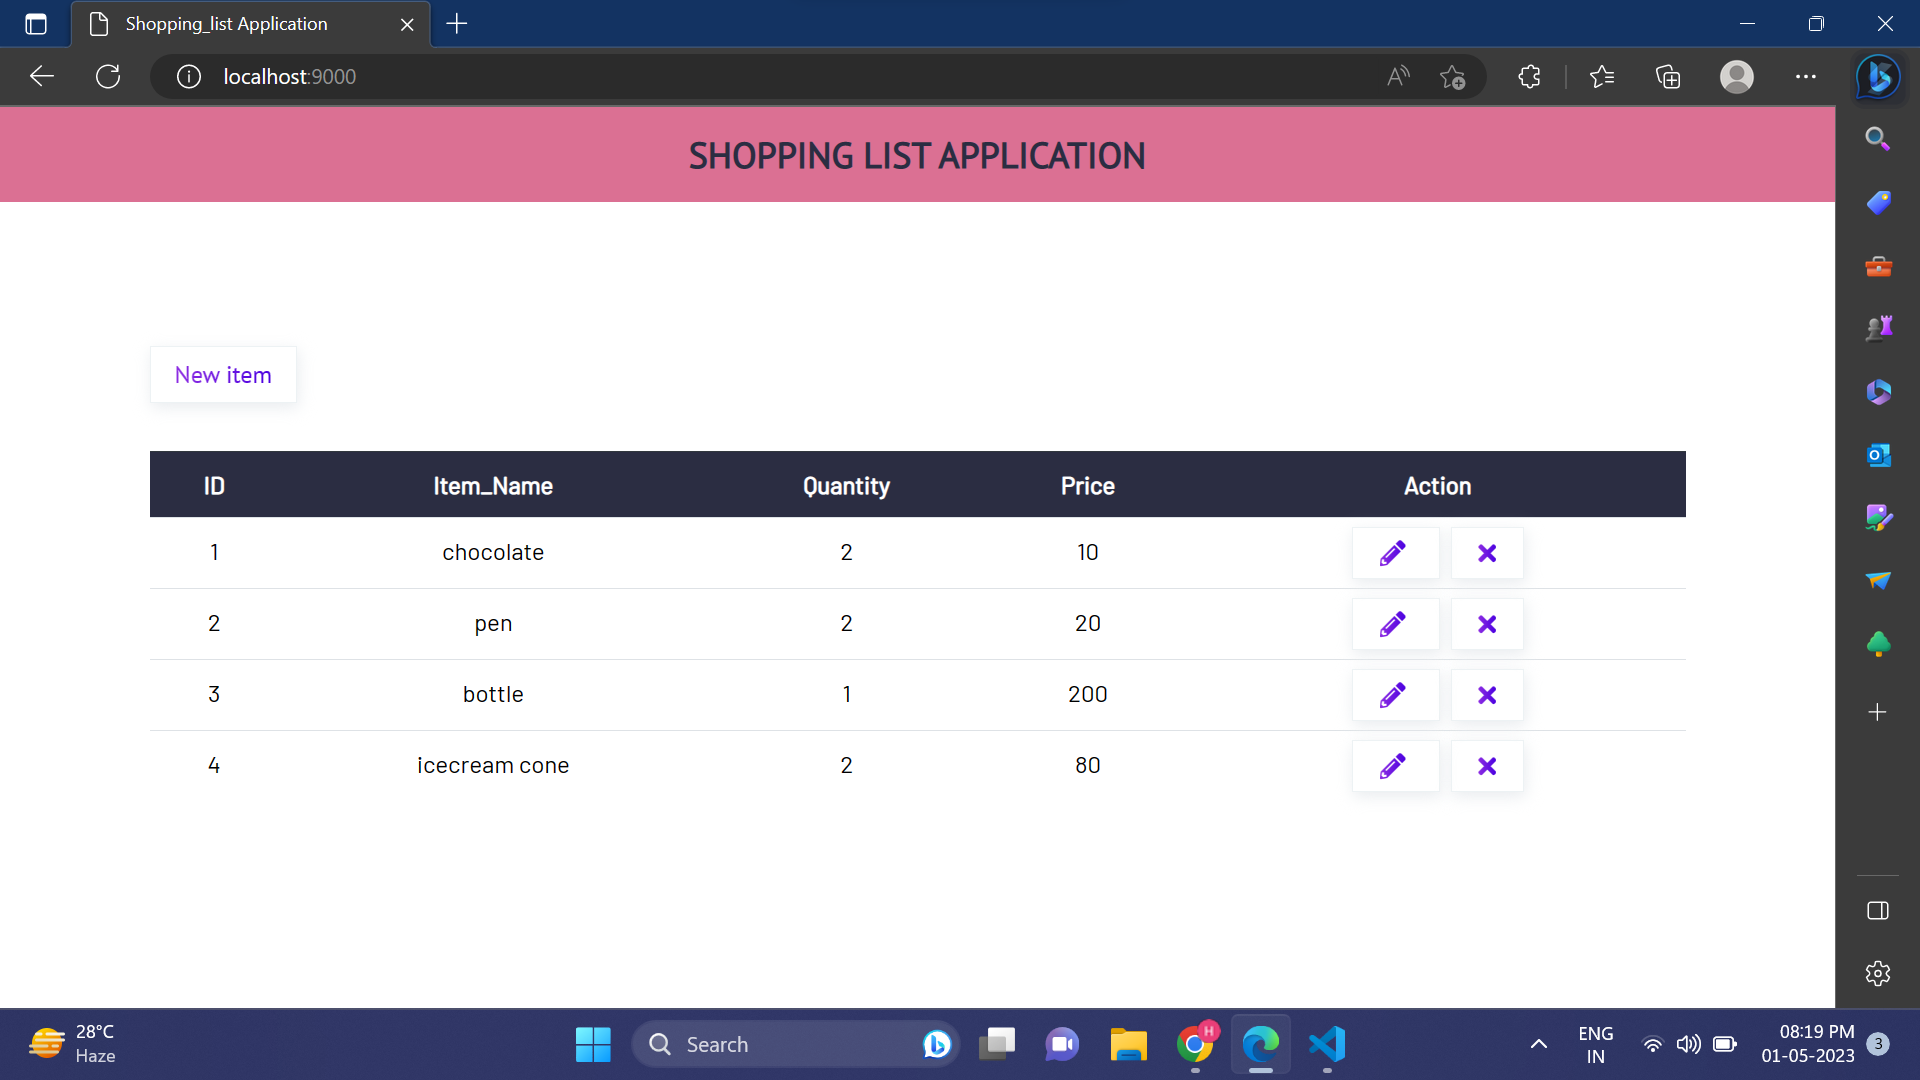 Shopping_list Application
localhost:9000
SHOPPING LIST APPLICATION
New item
ID Item_Name Quantity Price Action
1 chocolate 2 10
2 pen 2 20
3 bottle 1 200
4 icecream cone 2 80
28°C
Haze
Search
H
ENG
IN
08:19 PM
01-05-2023
3